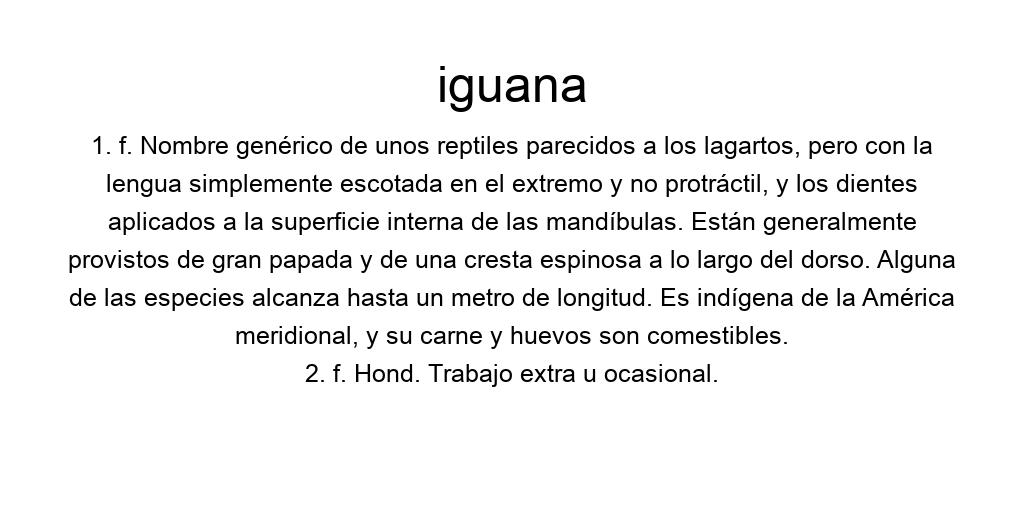 iguana
1. f. Nombre genérico de unos reptiles parecidos a los lagartos, pero con la
lengua simplemente escotada en el extremo y no protráctil, y los dientes
aplicados a la superficie interna de las mandíbulas. Están generalmente
provistos de gran papada y de una cresta espinosa a lo largo del dorso. Alguna
de las especies alcanza hasta un metro de longitud. Es indígena de la América
meridional, y su carne y huevos son comestibles.
2. f. Hond. Trabajo extra u ocasional.